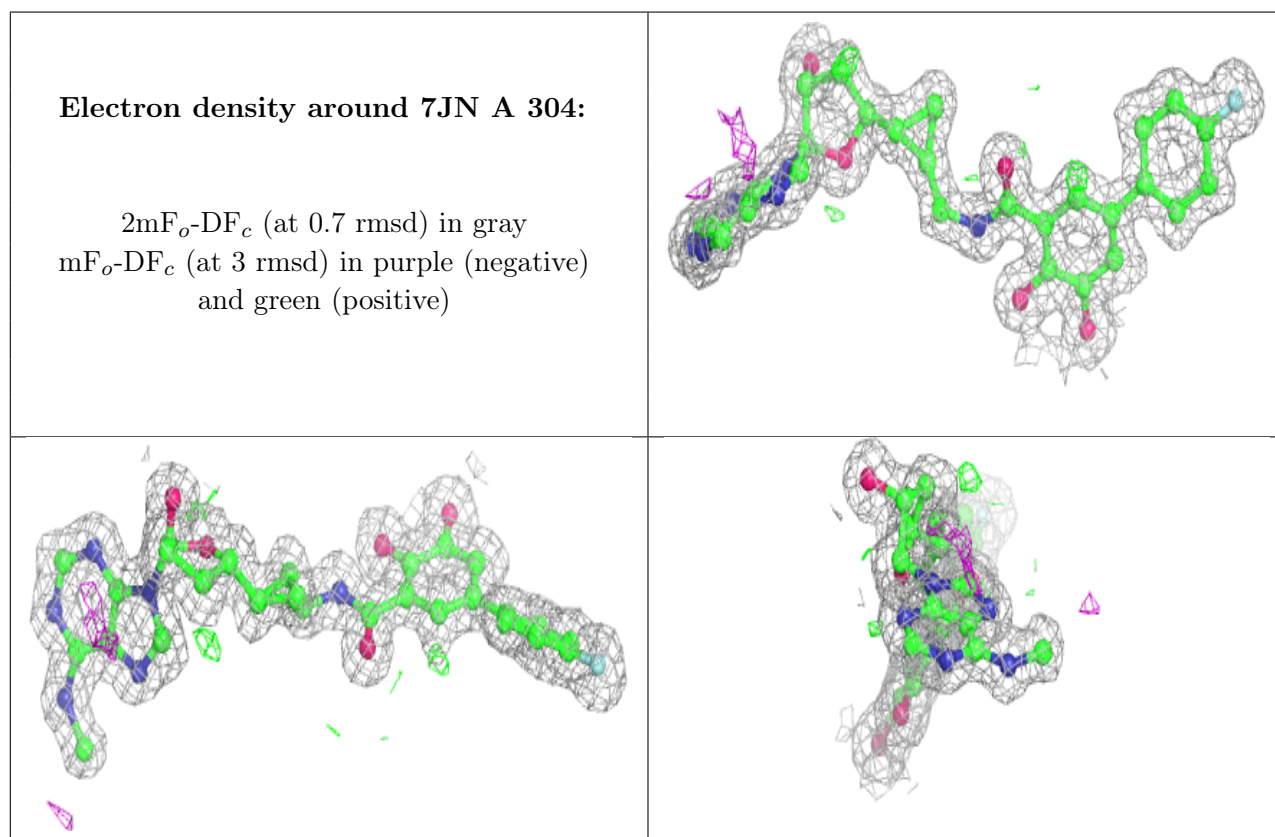 Electron density around 7JN A 304:
2mFo-DFc (at 0.7 rmsd) in gray
mFo-DFc (at 3 rmsd) in purple (negative)
and green (positive)